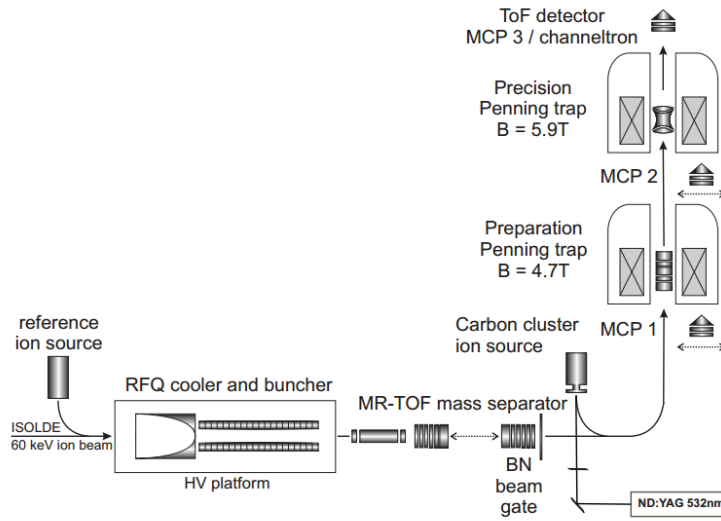 ToF detector
MCP 3 / channeltron
Precision
Penning trap
B = 5.9T
MCP 2
Preparation
Penning trap
B = 4.7T
MCP 1
Carbon cluster
ion source
reference
ion source
RFQ cooler and buncher
MR-TOF mass separator
ISOLDE
60 keV ion beam
HV platform
BN
beam
gate
ND:YAG 532nm